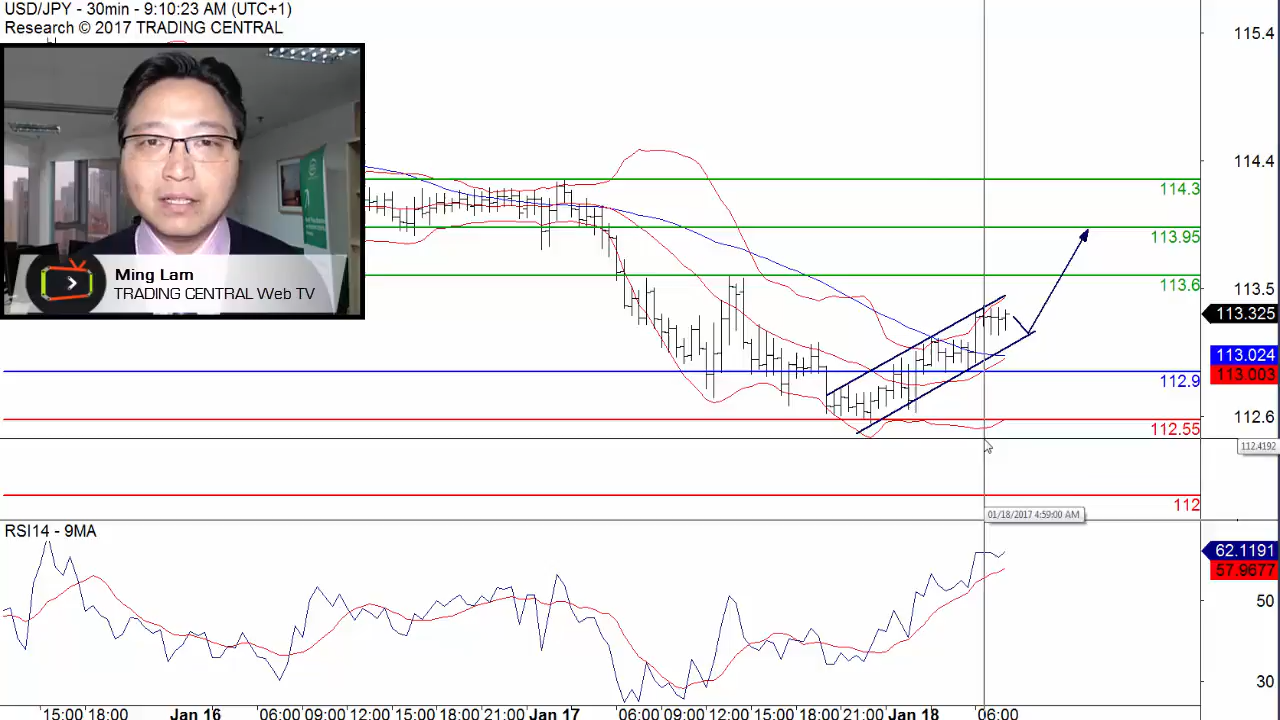 USD/JPY - 30min - 9:10:23 AM (UTC+1)
Research © 2017 TRADING CENTRAL
Ming Lam
TRADING CENTRAL Web TV
115.4
114.4
114.3
113.95
113.6
113.5
113.325
113.024
113.003
112.9
112.6
112.55
112.4192
112
01/18/2017 4:59:00 AM
RSI14 - 9MA
62.1191
57.9677
50
30
15:00 18:00 Jan 16 06:00 09:00 12:00 15:00 18:00 21:00 Jan 17 06:00 09:00 12:00 15:00 18:00 21:00 Jan 18 06:00